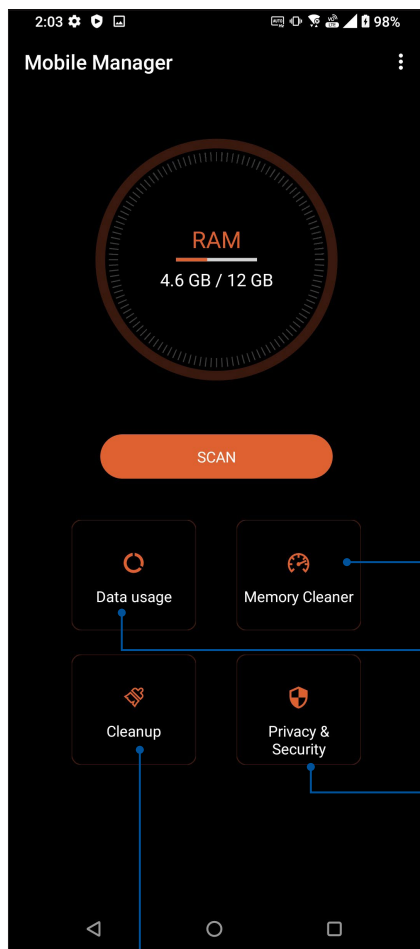 2:03 98%
Mobile Manager
RAM
4.6 GB / 12 GB
SCAN
Data usage
Memory Cleaner
Cleanup
Privacy &
Security